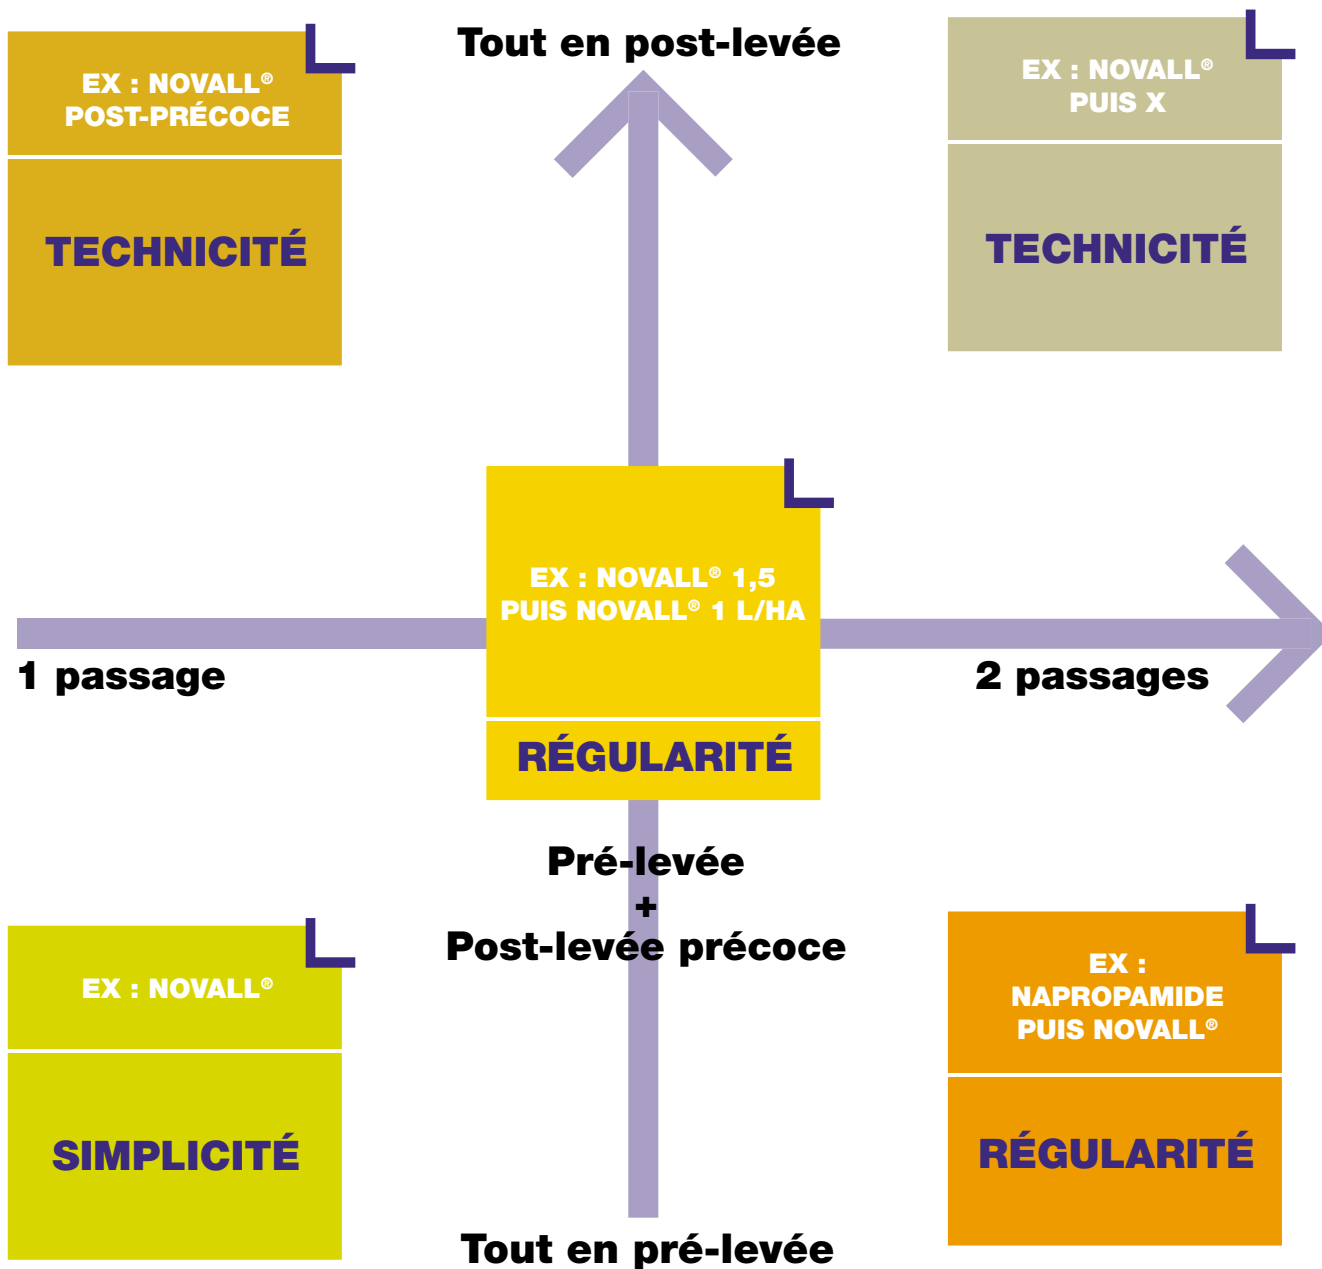 Tout en post-levée
EX : NOVALL®
POST-PRÉCOCE
TECHNICITÉ
EX : NOVALL®
PUIS X
TECHNICITÉ
EX : NOVALL® 1,5
PUIS NOVALL® 1 L/HA
RÉGULARITÉ
1 passage
2 passages
Pré-levée
+
Post-levée précoce
EX : NOVALL®
SIMPLICITÉ
EX :
NAPROPAMIDE
PUIS NOVALL®
RÉGULARITÉ
Tout en pré-levée